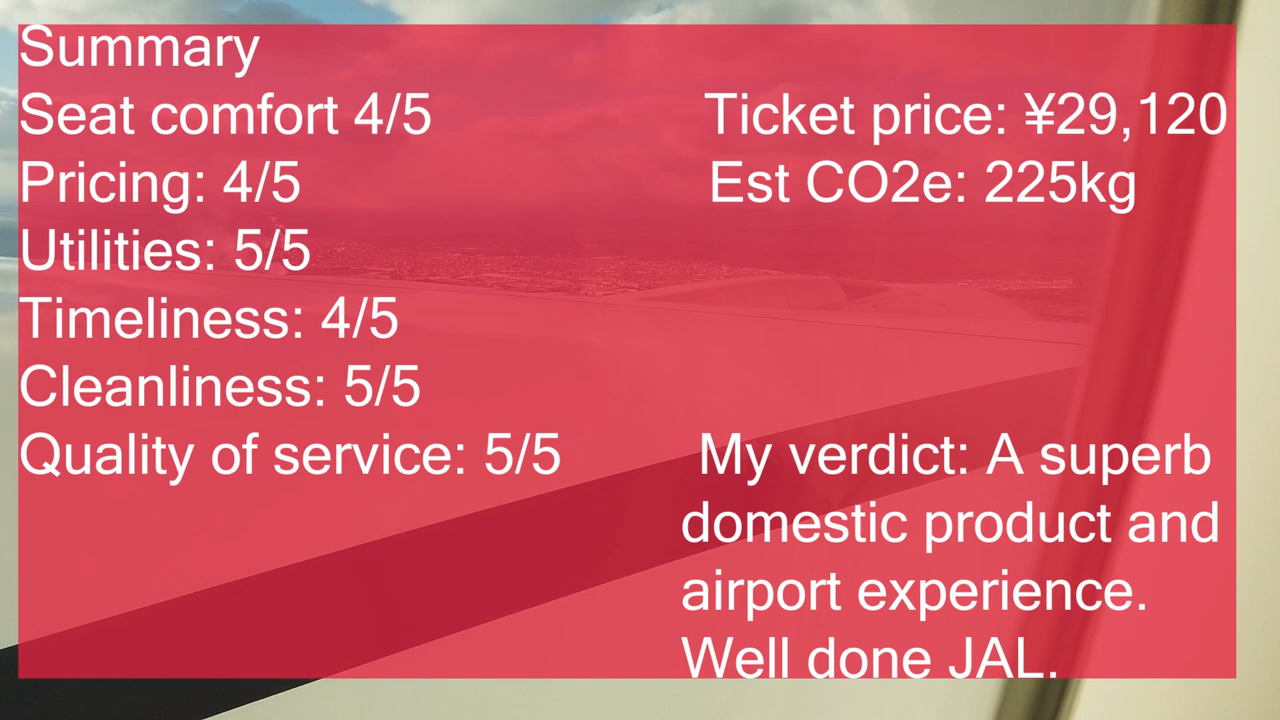 Summary
Seat comfort 4/5
Pricing: 4/5
Utilities: 5/5
Timeliness: 4/5
Cleanliness: 5/5
Quality of service: 5/5
Ticket price: ¥29,120
Est CO2e: 225kg
My verdict: A superb
domestic product and
airport experience.
Well done JAL.